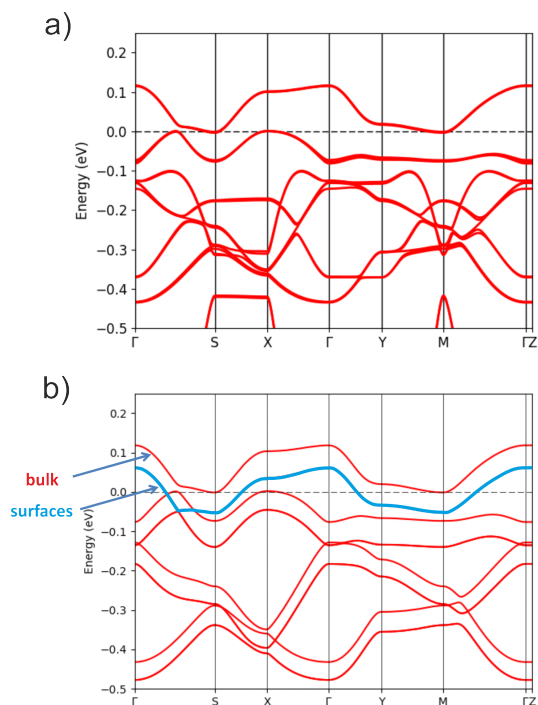 a)
Energy (eV)
0.2
0.1
0.0
−0.1
−0.2
−0.3
−0.4
−0.5
Γ S X Γ Y M ΓZ
b)
bulk
surfaces
Energy (eV)
0.2
0.1
0.0
−0.1
−0.2
−0.3
−0.4
−0.5
Γ S X Γ Y M ΓZ